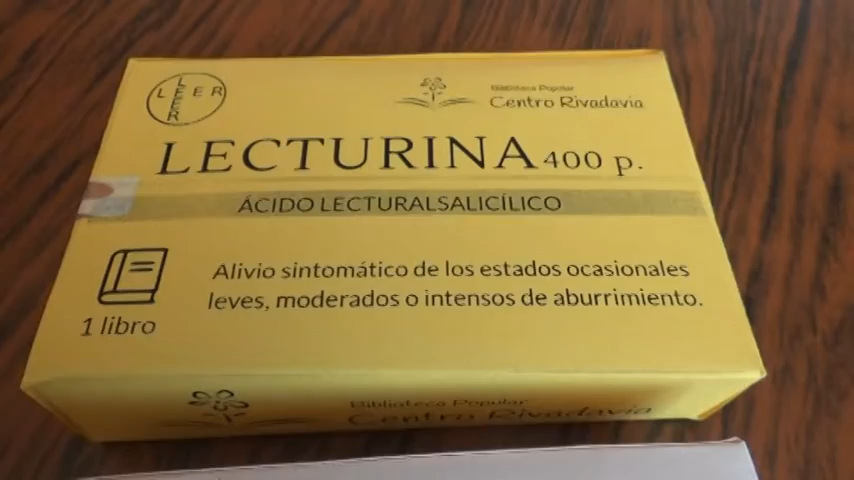 LEER
LEER
Biblioteca Popular
Centro Rivadavia
LECTURINA 400 p.
ÁCIDO LECTURALSALICÍLICO
Alivio sintomático de los estados ocasionales
leves, moderados o intensos de aburrimiento.
1 libro
Biblioteca Popular
Centro Rivadavia